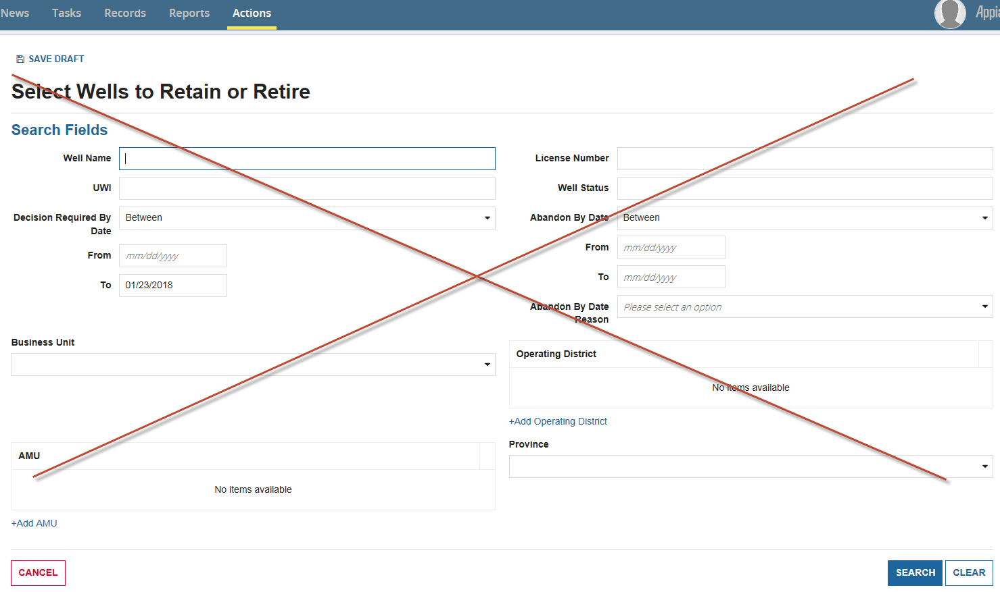 News Tasks Records Reports Actions
SAVE DRAFT
Select Wells to Retain or Retire
Search Fields
Well Name
License Number
UWI
Well Status
Decision Required By Date Between
Abandon By Date Between
From mm/dd/yyyy
From mm/dd/yyyy
To 01/23/2018
To mm/dd/yyyy
Abandon By Date Reason Please select an option
Business Unit
Operating District
No items available
+Add Operating District
AMU
No items available
+Add AMU
Province
CANCEL
SEARCH CLEAR